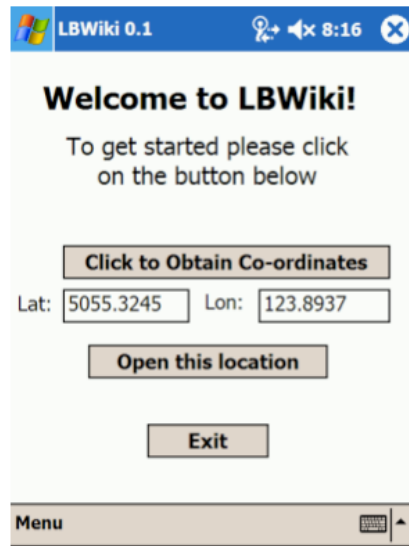 LBWiki 0.1 8:16
Welcome to LBWiki!
To get started please click
on the button below
Click to Obtain Co-ordinates
Lat: 5055.3245 Lon: 123.8937
Open this location
Exit
Menu